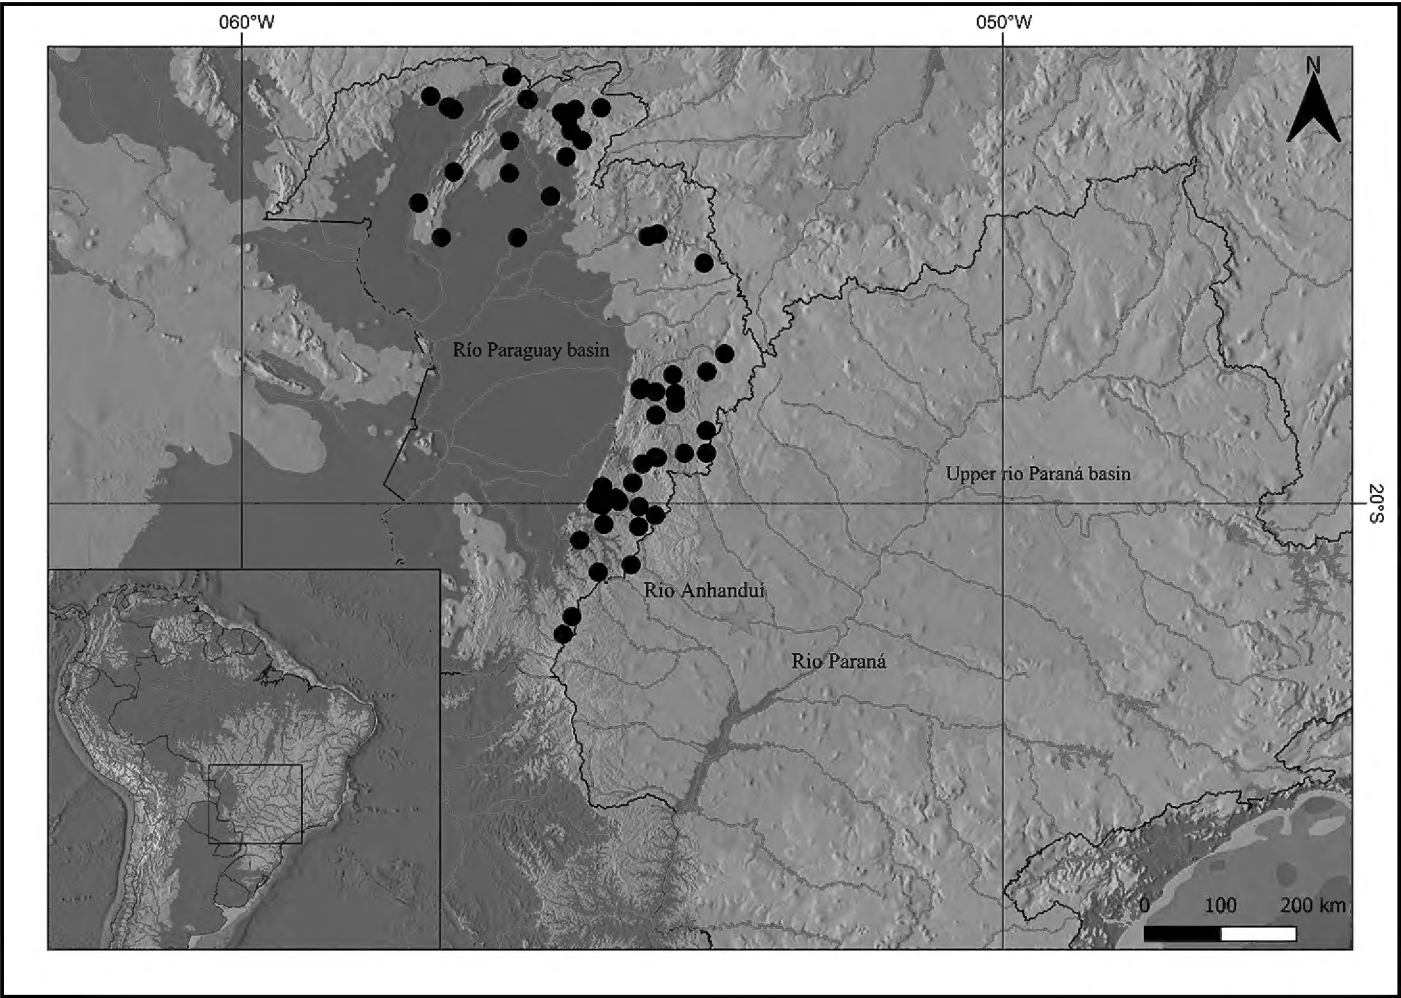 060°W
050°W
N
Río Paraguay basin
Upper rio Paraná basin
20°S
Rio Anhanduí
Rio Paraná
0 100 200 km